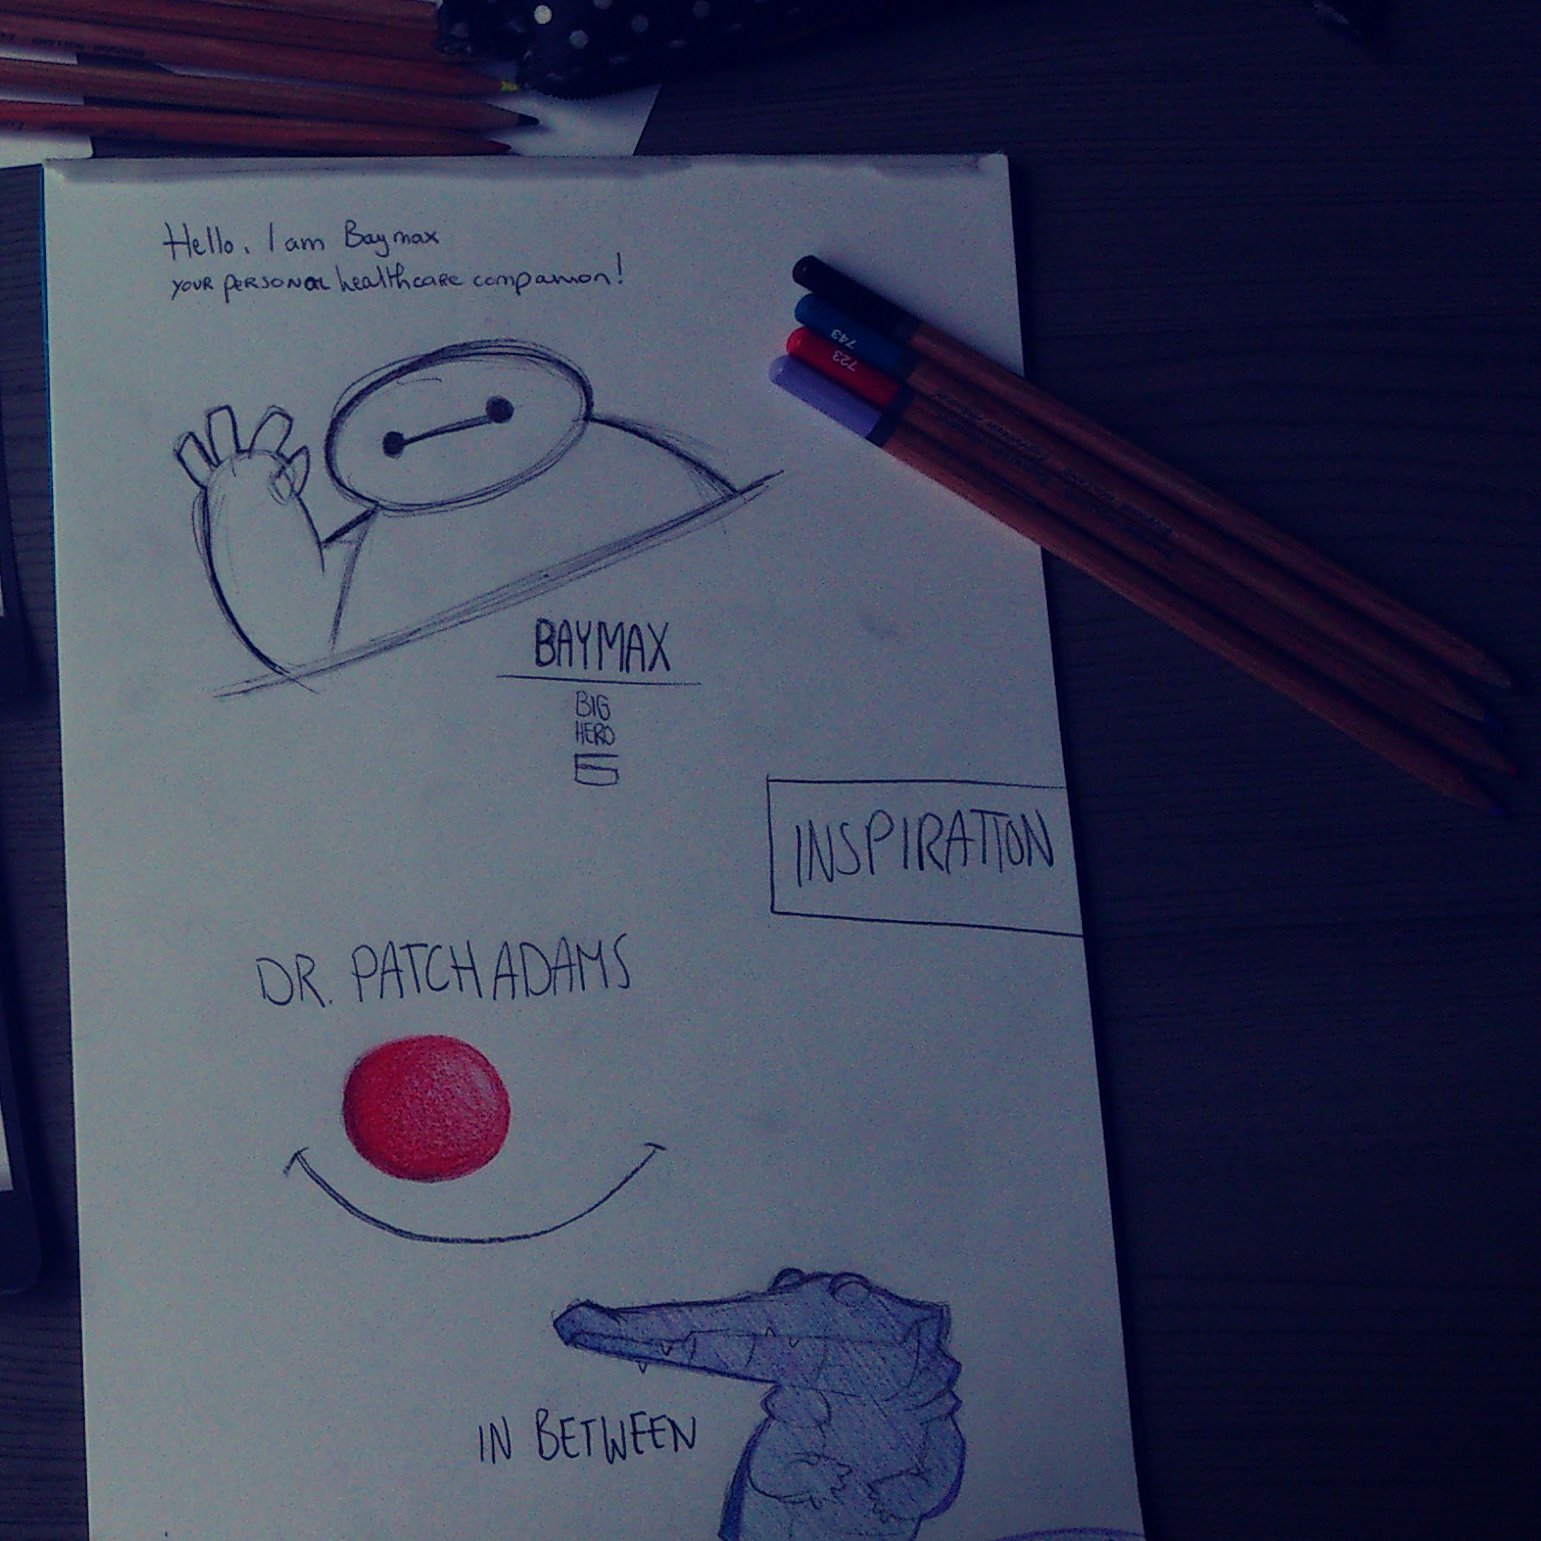 Hello. I am Baymax
your personal healthcare companion!
743
723
BAYMAX
BIG
HERO
6
INSPIRATION
DR. PATCH ADAMS
IN BETWEEN